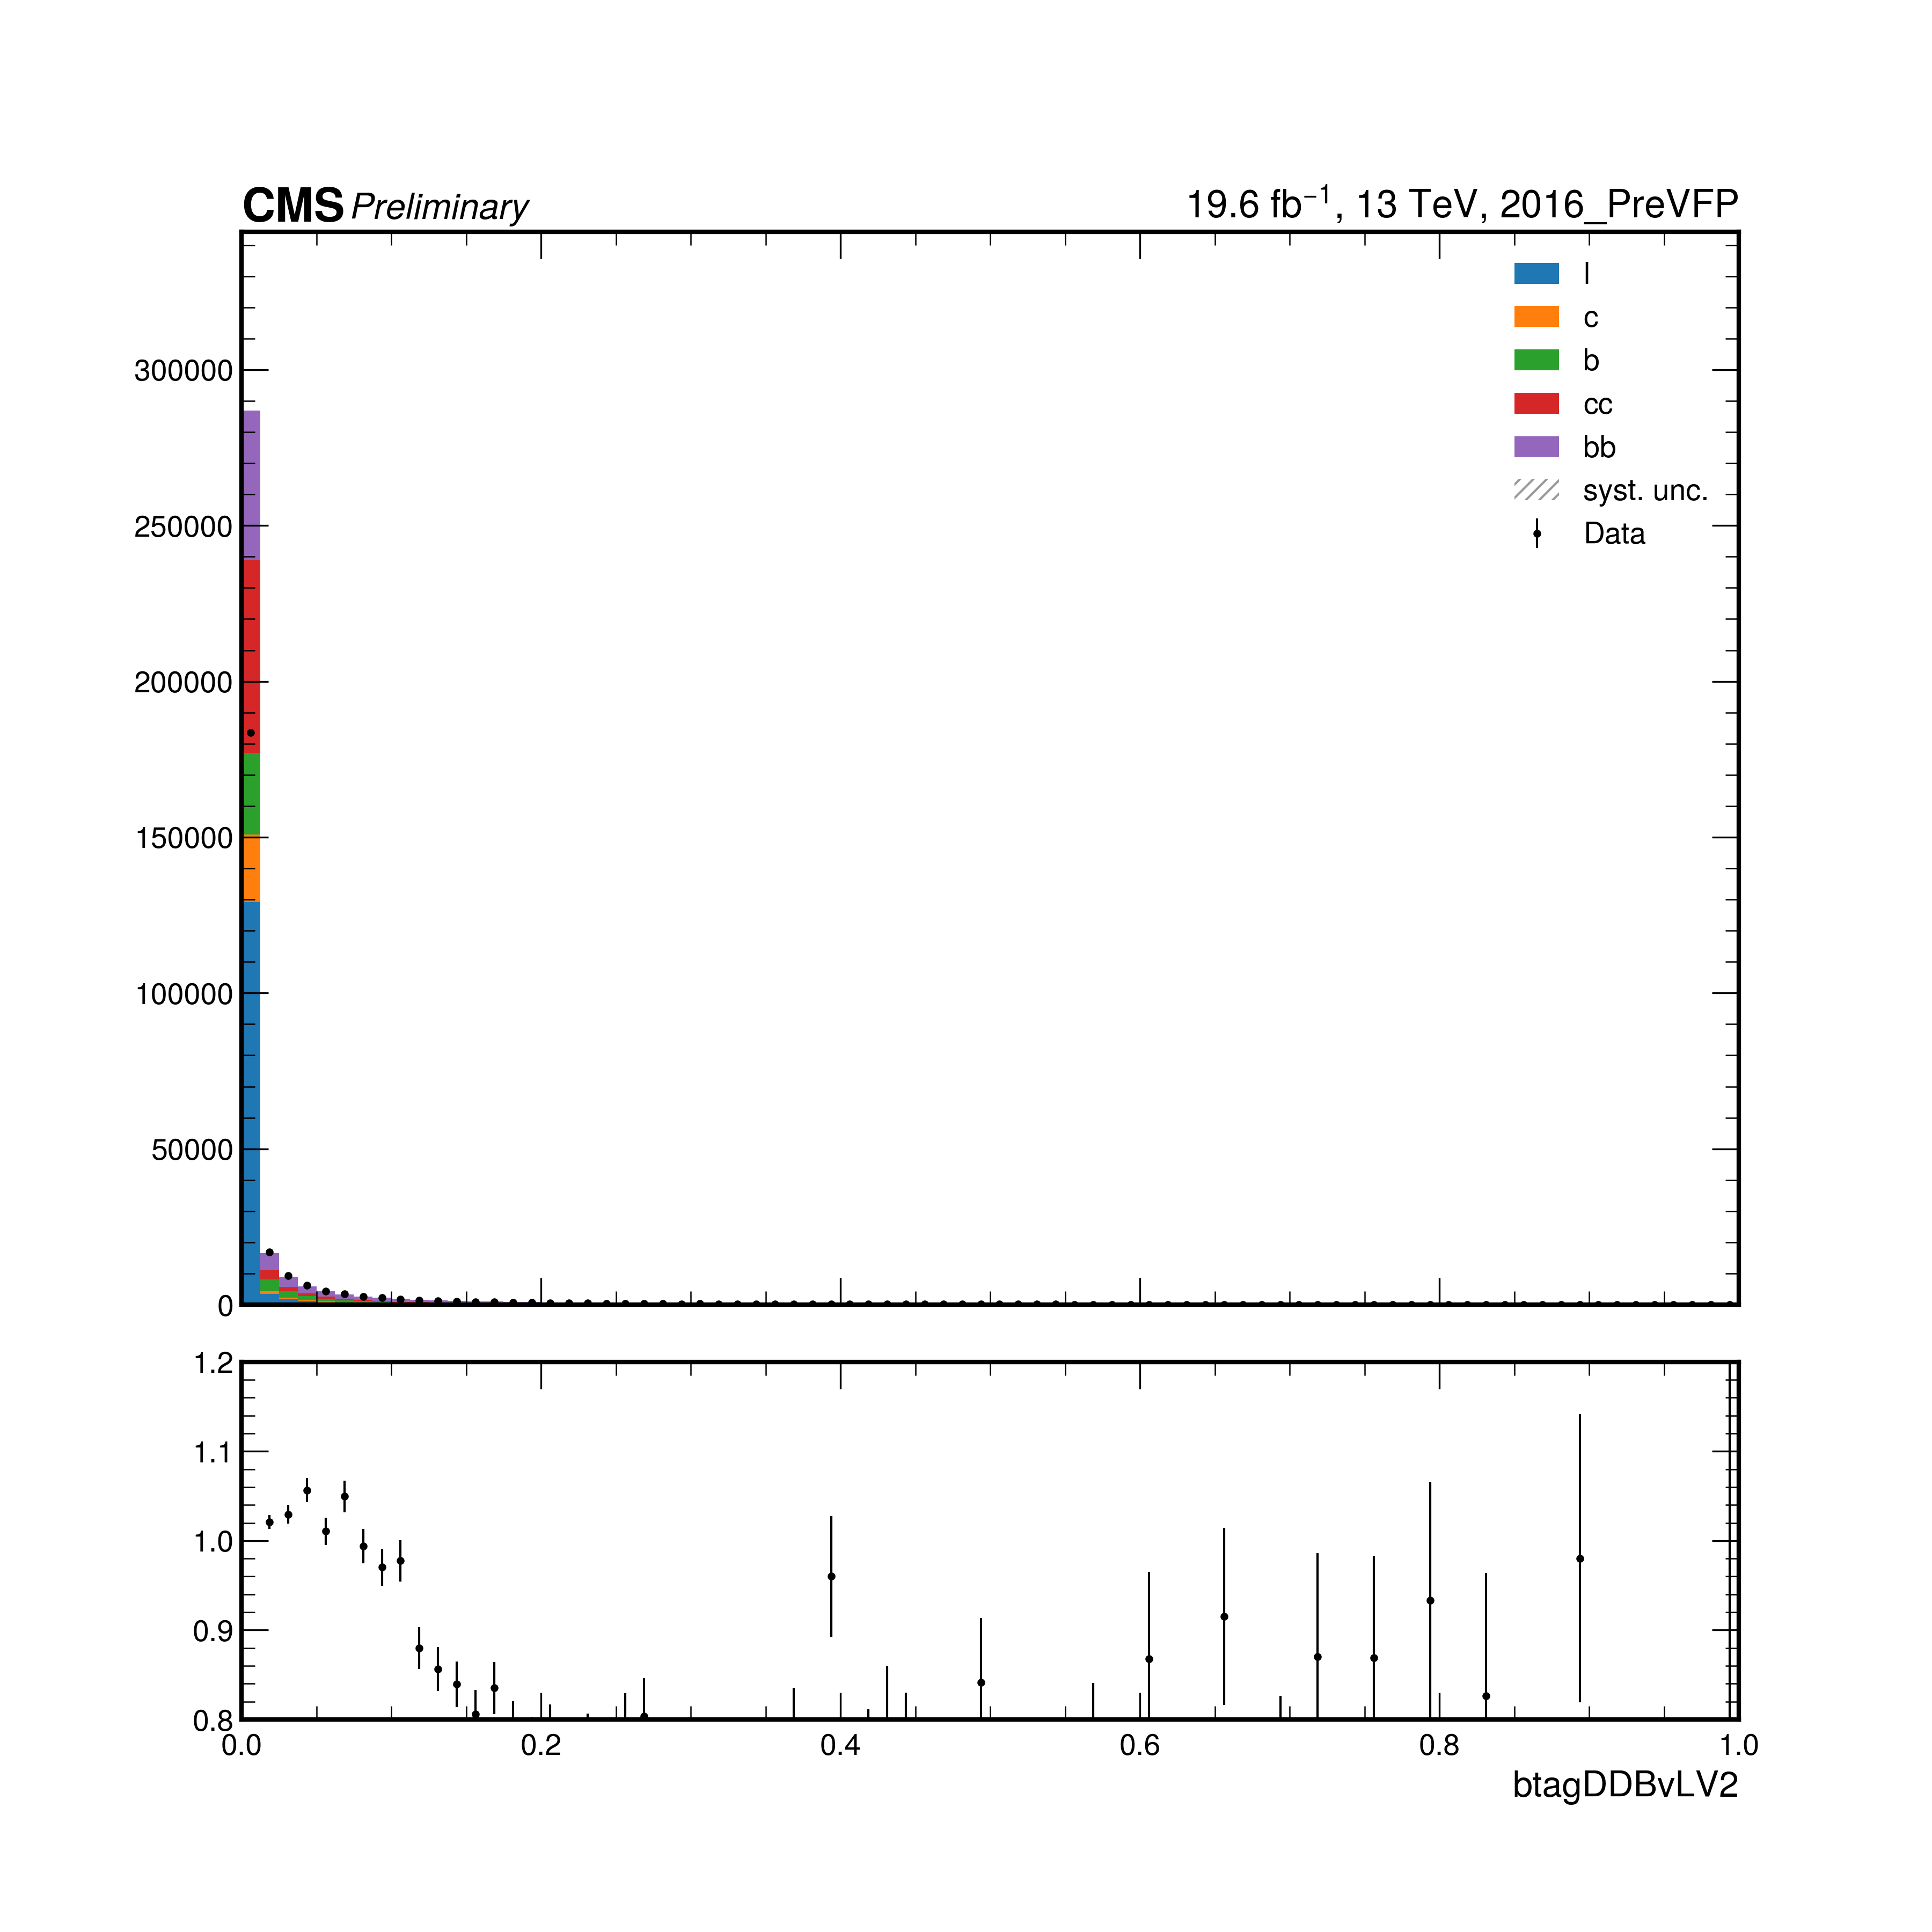 CMS Preliminary
19.6 fb⁻¹, 13 TeV, 2016_PreVFP
l
c
b
cc
bb
syst. unc.
Data
300000
250000
200000
150000
100000
50000
0
1.2
1.1
1.0
0.9
0.8
0.0 0.2 0.4 0.6 0.8 1.0
btagDDBvLV2